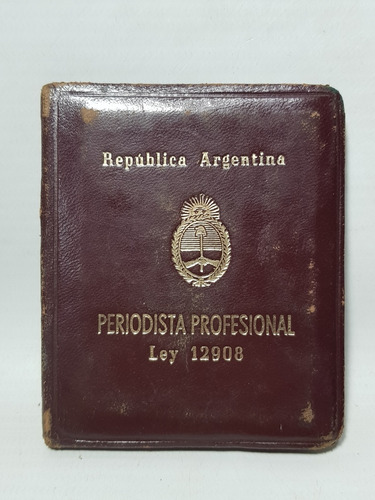 República Argentina
PERIODISTA PROFESIONAL
Ley 12908